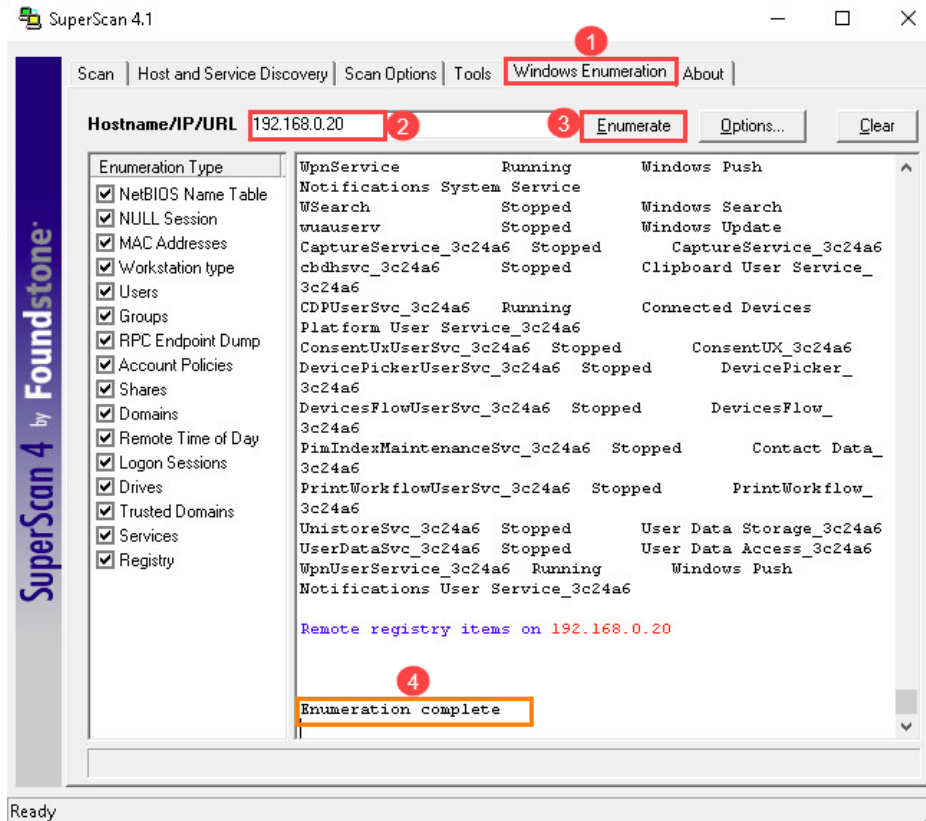 SuperScan 4.1
1
Scan Host and Service Discovery Scan Options Tools Windows Enumeration About
Hostname/IP/URL 192.168.0.20 2 3 Enumerate Options... Clear
Enumeration Type
NetBIOS Name Table
NULL Session
MAC Addresses
Workstation type
Users
Groups
RPC Endpoint Dump
Account Policies
Shares
Domains
Remote Time of Day
Logon Sessions
Drives
Trusted Domains
Services
Registry
WpnService Running Windows Push
Notifications System Service
WSearch Stopped Windows Search
wuauserv Stopped Windows Update
CaptureService_3c24a6 Stopped CaptureService_3c24a6
cbdhsvc_3c24a6 Stopped Clipboard User Service_
3c24a6
CDPUserSvc_3c24a6 Running Connected Devices
Platform User Service_3c24a6
ConsentUxUserSvc_3c24a6 Stopped ConsentUX_3c24a6
DevicePickerUserSvc_3c24a6 Stopped DevicePicker_
3c24a6
DevicesFlowUserSvc_3c24a6 Stopped DevicesFlow_
3c24a6
PimIndexMaintenanceSvc_3c24a6 Stopped Contact Data_
3c24a6
PrintWorkflowUserSvc_3c24a6 Stopped PrintWorkflow_
3c24a6
UnistoreSvc_3c24a6 Stopped User Data Storage_3c24a6
UserDataSvc_3c24a6 Stopped User Data Access_3c24a6
WpnUserService_3c24a6 Running Windows Push
Notifications User Service_3c24a6
Remote registry items on 192.168.0.20
4
Enumeration complete
SuperScan 4 by Foundstone
Ready